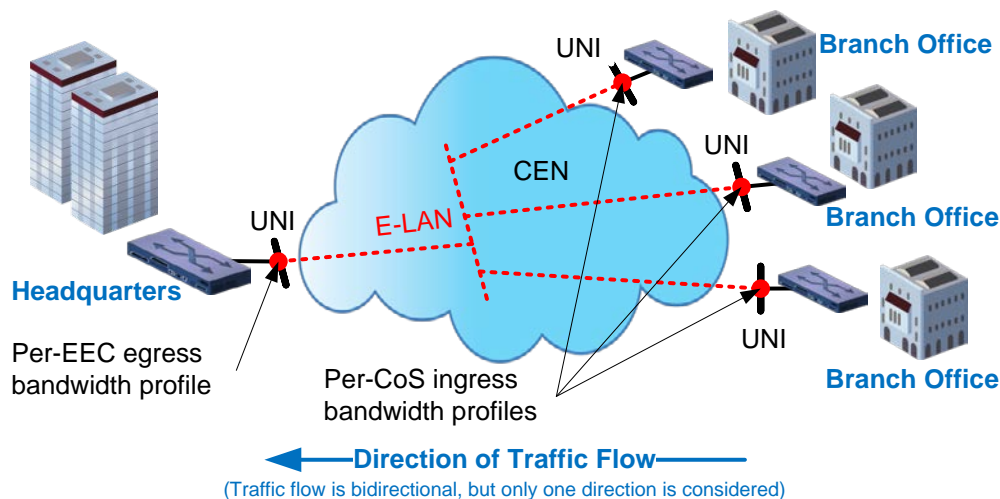 UNI
Branch Office
CEN
UNI
UNI
E-LAN
Branch Office
Headquarters
UNI
Per-EEC egress
bandwidth profile
Per-CoS ingress
bandwidth profiles
Branch Office
Direction of Traffic Flow
(Traffic flow is bidirectional, but only one direction is considered)